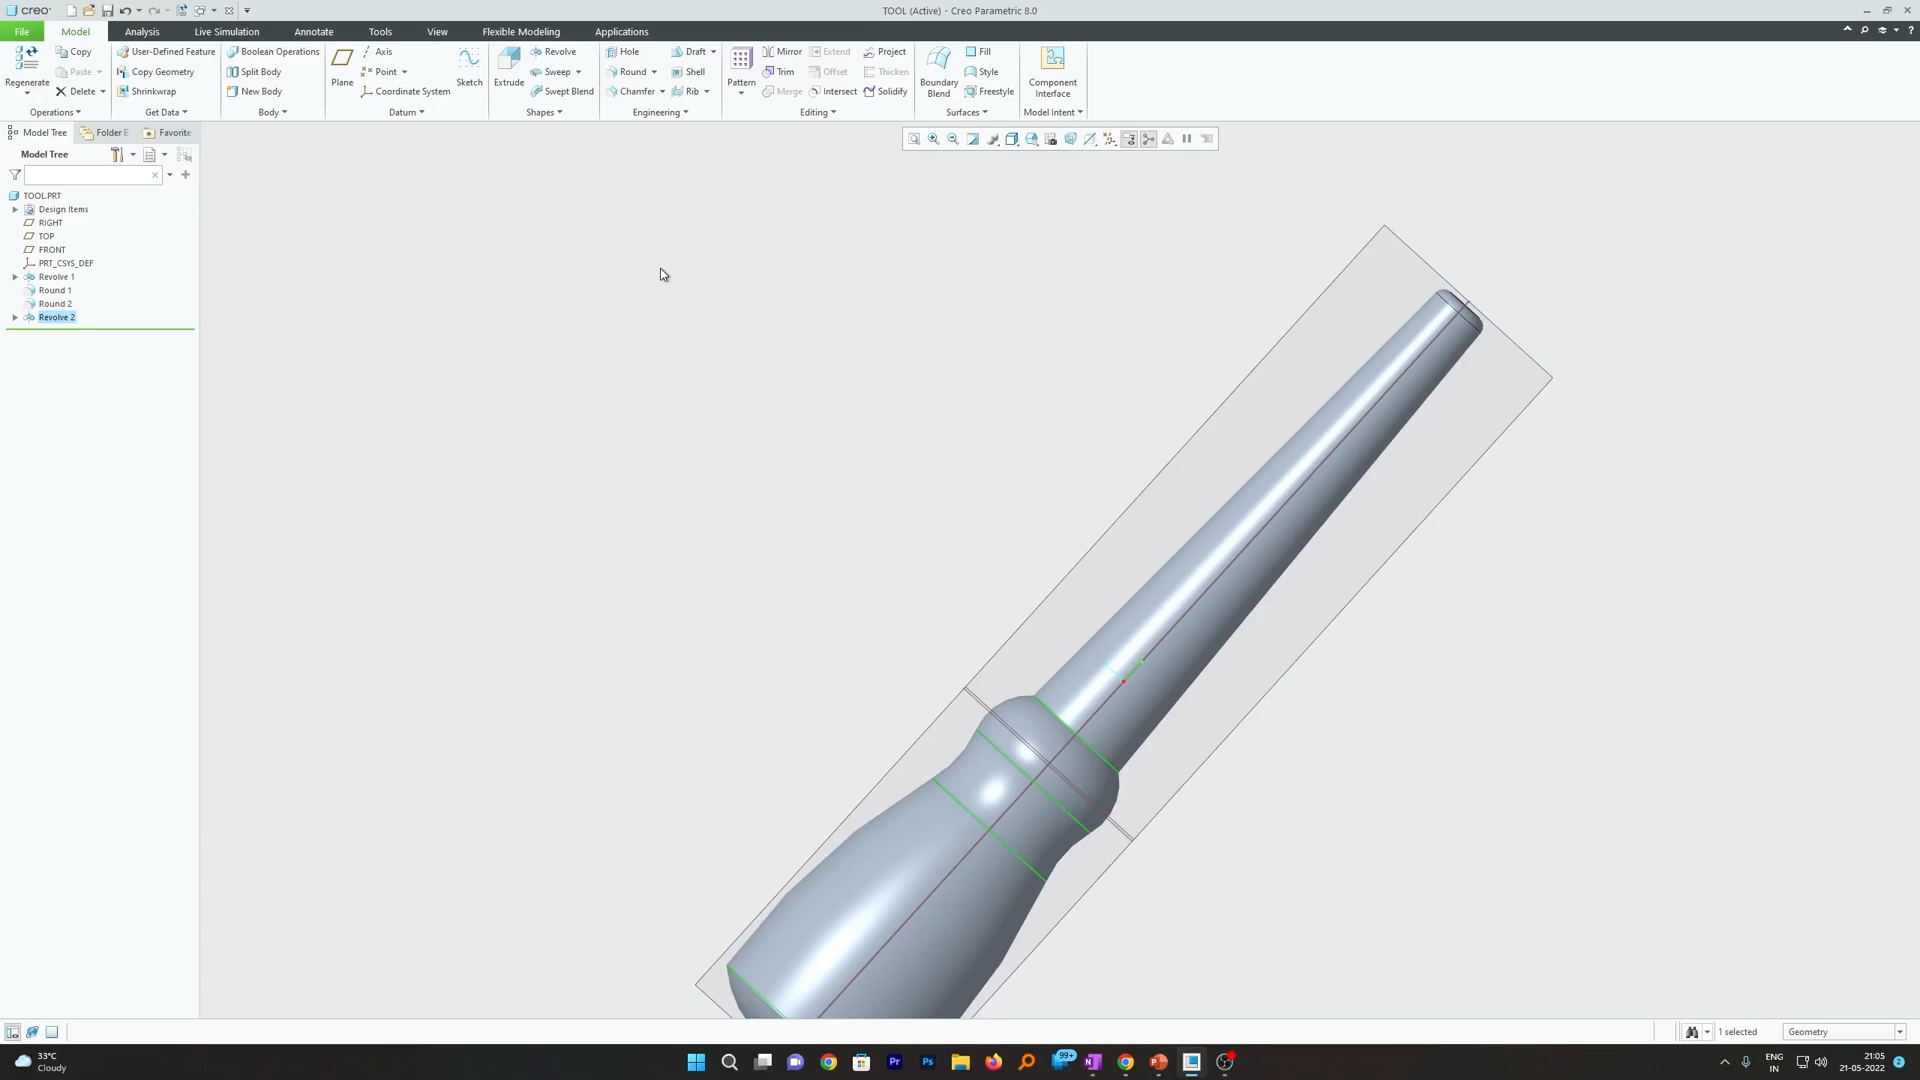 creo
TOOL (Active) - Creo Parametric 8.0
File Model Analysis Live Simulation Annotate Tools View Flexible Modeling Applications
Regenerate
Copy
Paste
Delete
Operations
User-Defined Feature
Copy Geometry
Shrinkwrap
Get Data
Boolean Operations
Split Body
New Body
Body
Plane
Axis
Point
Coordinate System
Sketch
Datum
Extrude
Revolve
Sweep
Swept Blend
Shapes
Hole
Round
Chamfer
Draft
Shell
Rib
Engineering
Pattern
Mirror
Trim
Merge
Extend
Offset
Intersect
Project
Thicken
Solidify
Editing
Boundary
Blend
Fill
Style
Freestyle
Surfaces
Component
Interface
Model Intent
Model Tree Folder B Favorite
Model Tree
TOOL.PRT
Design Items
RIGHT
TOP
FRONT
PRT_CSYS_DEF
Revolve 1
Round 1
Round 2
Revolve 2
1 selected Geometry
33°C
Cloudy
Pr Ps 99+ N
ENG
IN
21:05
21-05-2022
2